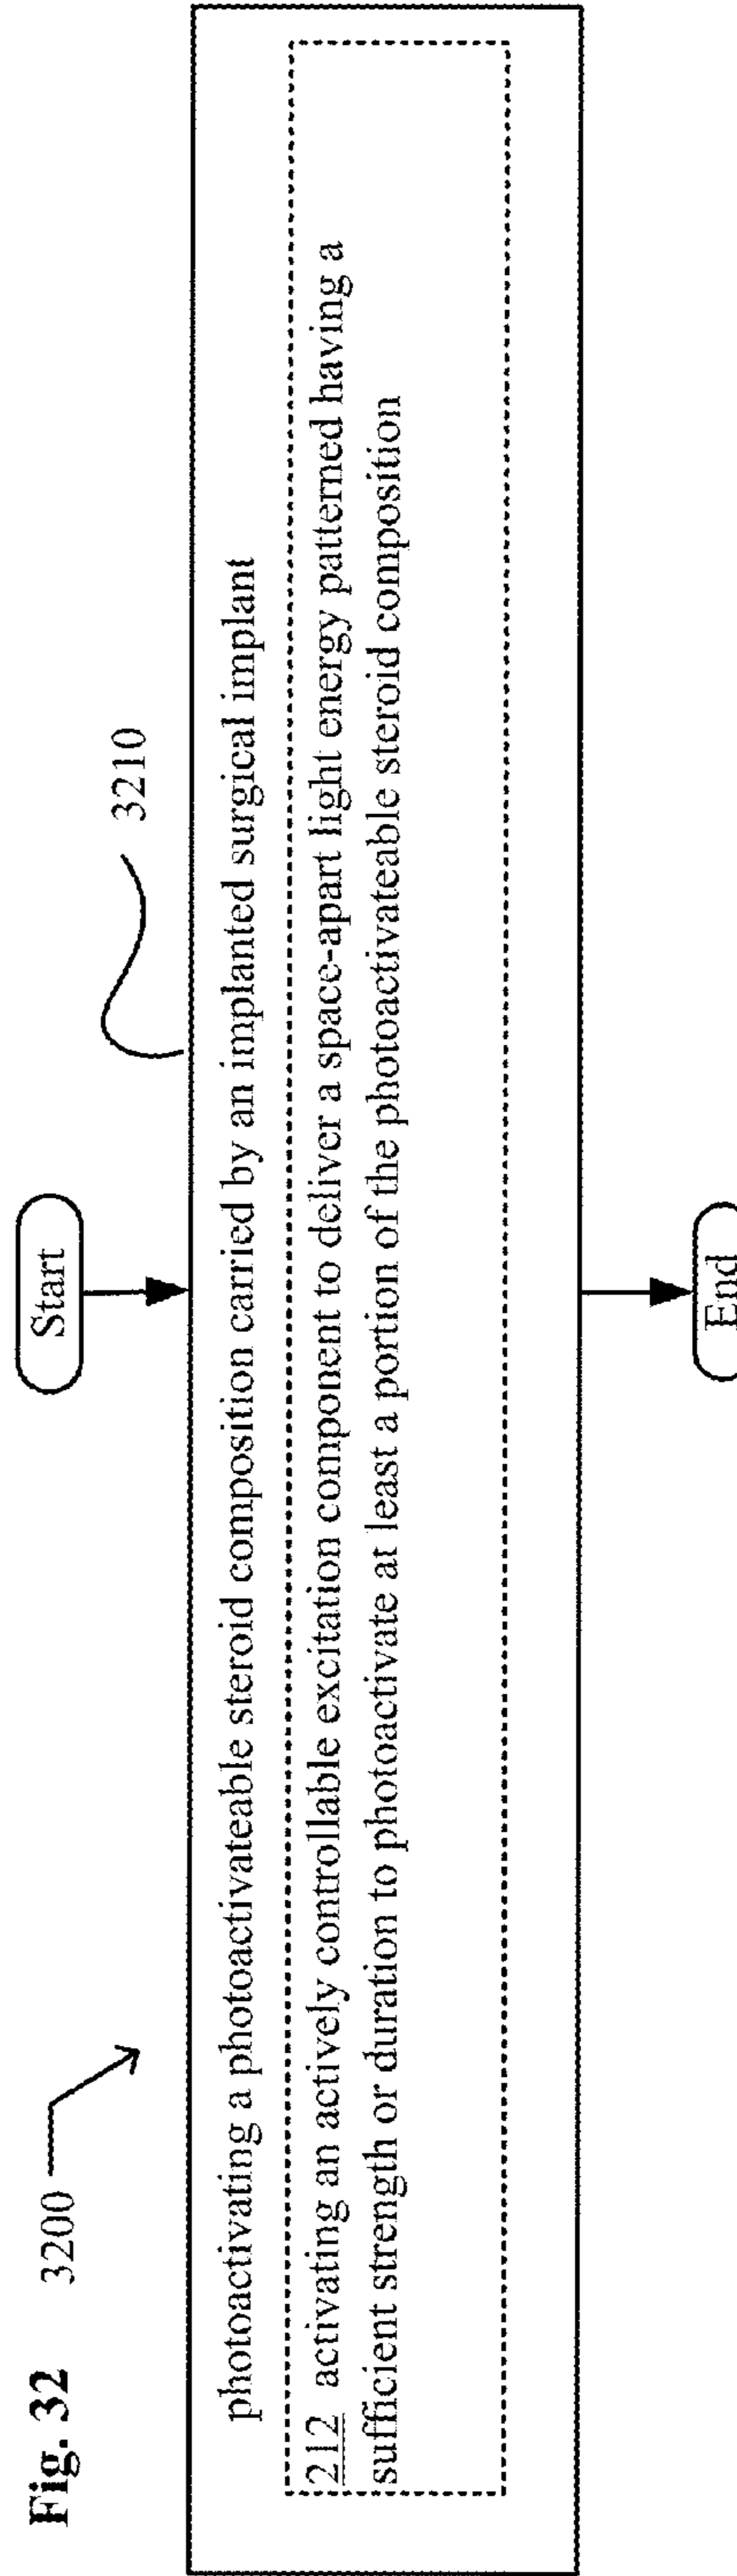 Fig. 32
3200
Start
3210
photoactivating a photoactivateable steroid composition carried by an implanted surgical implant
212 activating an actively controllable excitation component to deliver a space-apart light energy patterned having a
sufficient strength or duration to photoactivate at least a portion of the photoactivateable steroid composition
End